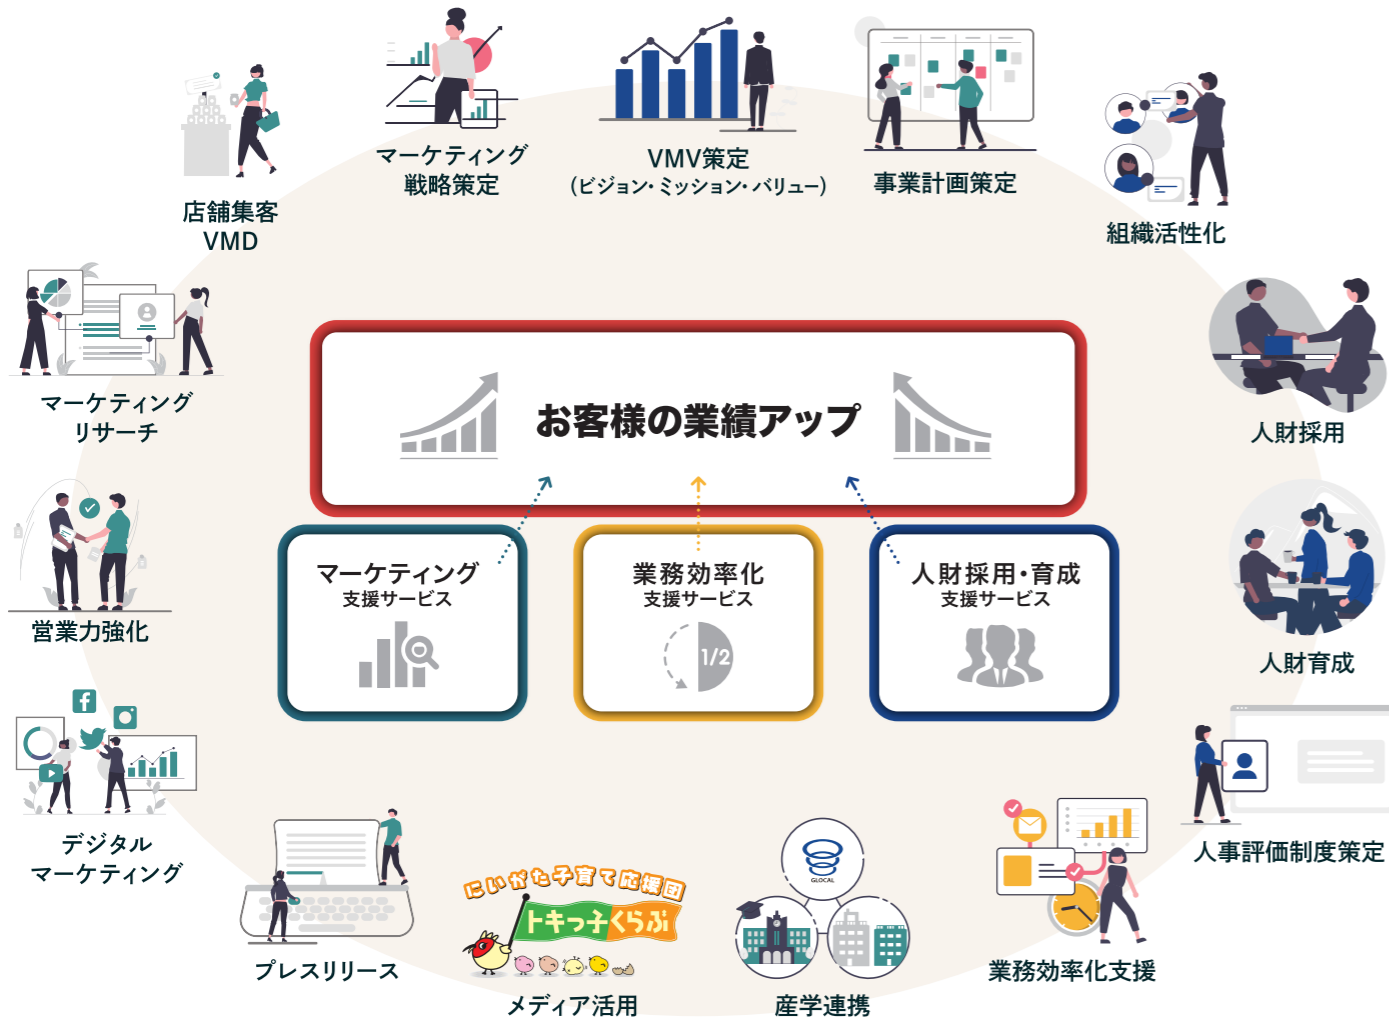 マーケティング
戦略策定
VMV策定
(ビジョン・ミッション・バリュー)
事業計画策定
組織活性化
店舗集客
VMD
マーケティング
リサーチ
人財採用
お客様の業績アップ
マーケティング
支援サービス
業務効率化
支援サービス
1/2
人財採用・育成
支援サービス
営業力強化
人財育成
デジタル
マーケティング
人事評価制度策定
プレスリリース
にいがた子育て応援団
トキっ子くらぶ
メディア活用
GLOCAL
産学連携
業務効率化支援